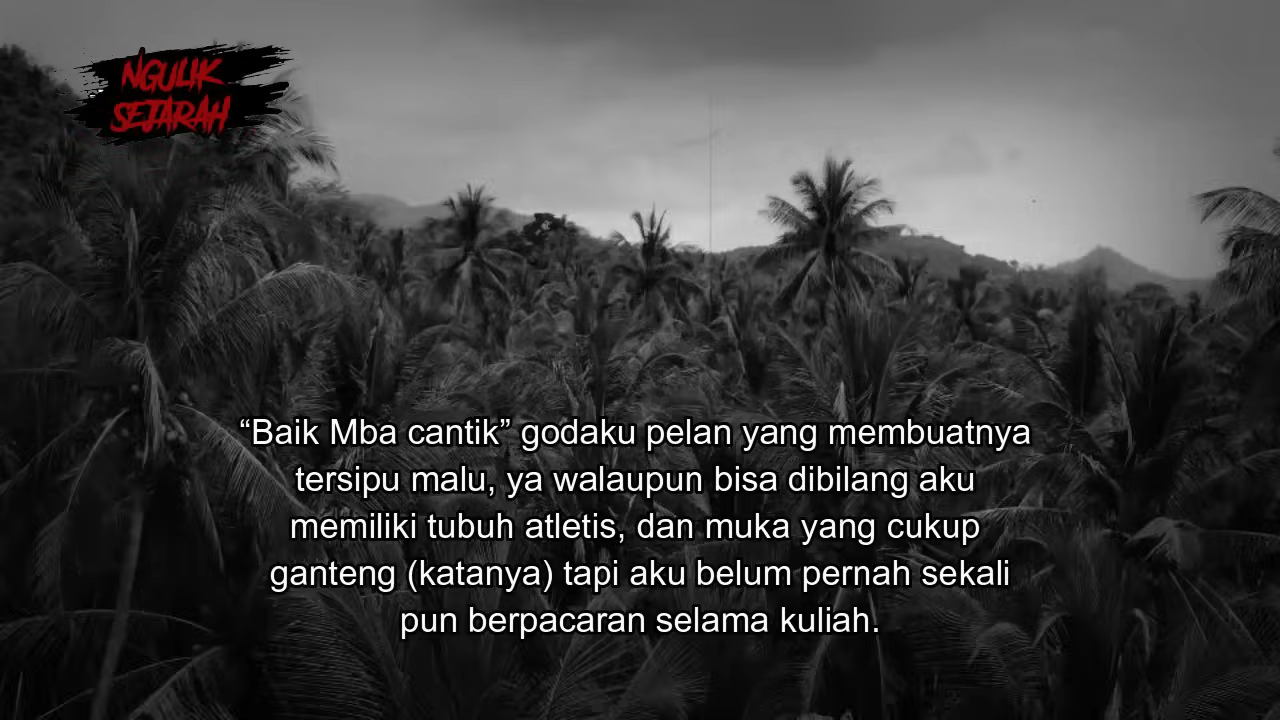 NGULIK
SEJARAH
“Baik Mba cantik” godaku pelan yang membuatnya
tersipu malu, ya walaupun bisa dibilang aku
memiliki tubuh atletis, dan muka yang cukup
ganteng (katanya) tapi aku belum pernah sekali
pun berpacaran selama kuliah.